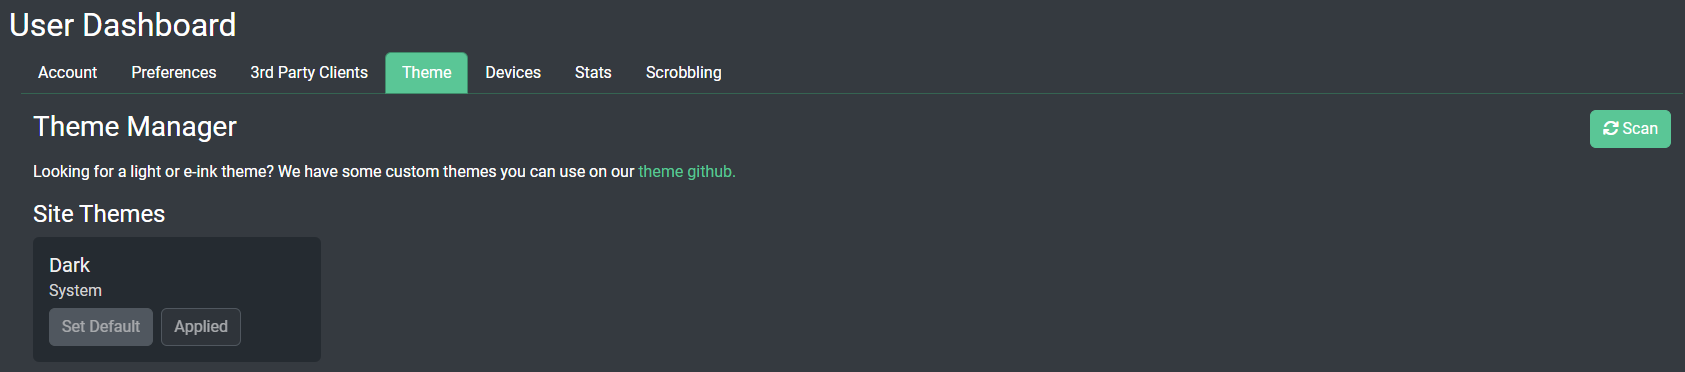 User Dashboard
Account Preferences 3rd Party Clients Theme Devices Stats Scrobbling
Theme Manager
Scan
Looking for a light or e-ink theme? We have some custom themes you can use on our theme github.
Site Themes
Dark
System
Set Default Applied